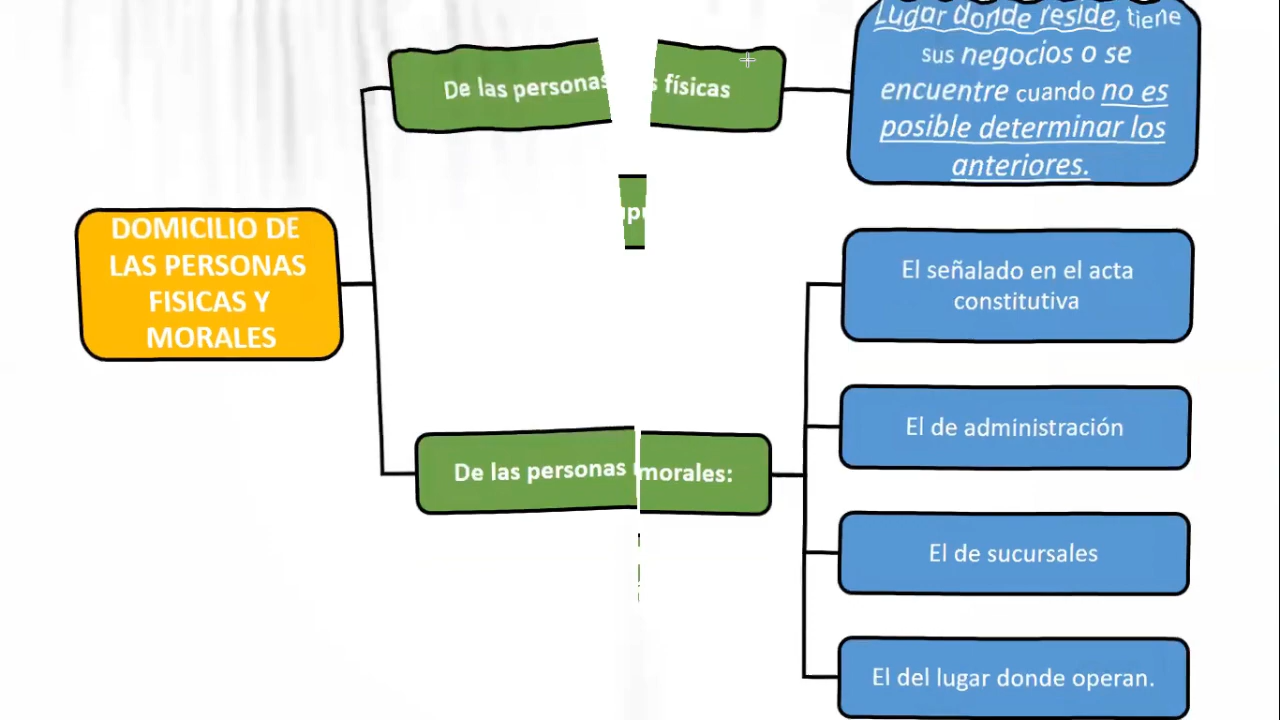 DOMICILIO DE
LAS PERSONAS
FISICAS Y
MORALES
De las personas físicas
Lugar donde reside, tiene
sus negocios o se
encuentre cuando no es
posible determinar los
anteriores.
De las personas morales:
El señalado en el acta
constitutiva
El de administración
El de sucursales
El del lugar donde operan.